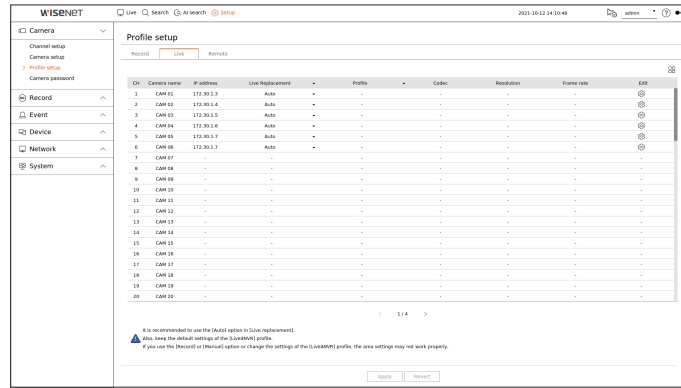 WISENET
Live Search AI search Setup
2021-10-12 14:10:48
admin
?
Camera
Channel setup
Camera setup
> Profile setup
Camera password
Record
Event
Device
Network
System
Profile setup
Record Live Remote
CH Camera name IP address Live Replacement Profile Codec Resolution Frame rate Edit
1 CAM 01 172.30.1.3 Auto - - - -
2 CAM 02 172.30.1.4 Auto - - - -
3 CAM 03 172.30.1.5 Auto - - - -
4 CAM 04 172.30.1.6 Auto - - - -
5 CAM 05 172.30.1.7 Auto - - - -
6 CAM 06 172.30.1.7 Auto - - - -
7 CAM 07 - - - - - - -
8 CAM 08 - - - - - - -
9 CAM 09 - - - - - - -
10 CAM 10 - - - - - - -
11 CAM 11 - - - - - - -
12 CAM 12 - - - - - - -
13 CAM 13 - - - - - - -
14 CAM 14 - - - - - - -
15 CAM 15 - - - - - - -
16 CAM 16 - - - - - - -
17 CAM 17 - - - - - - -
18 CAM 18 - - - - - - -
19 CAM 19 - - - - - - -
20 CAM 20 - - - - - - -
< 1 / 4 >
It is recommended to use the [Auto] option in [Live replacement].
Also, keep the default settings of the [Live4NVR] profile.
If you use the [Record] or [Manual] option or change the settings of the [Live4NVR] profile, the area settings may not work properly.
Apply Revert